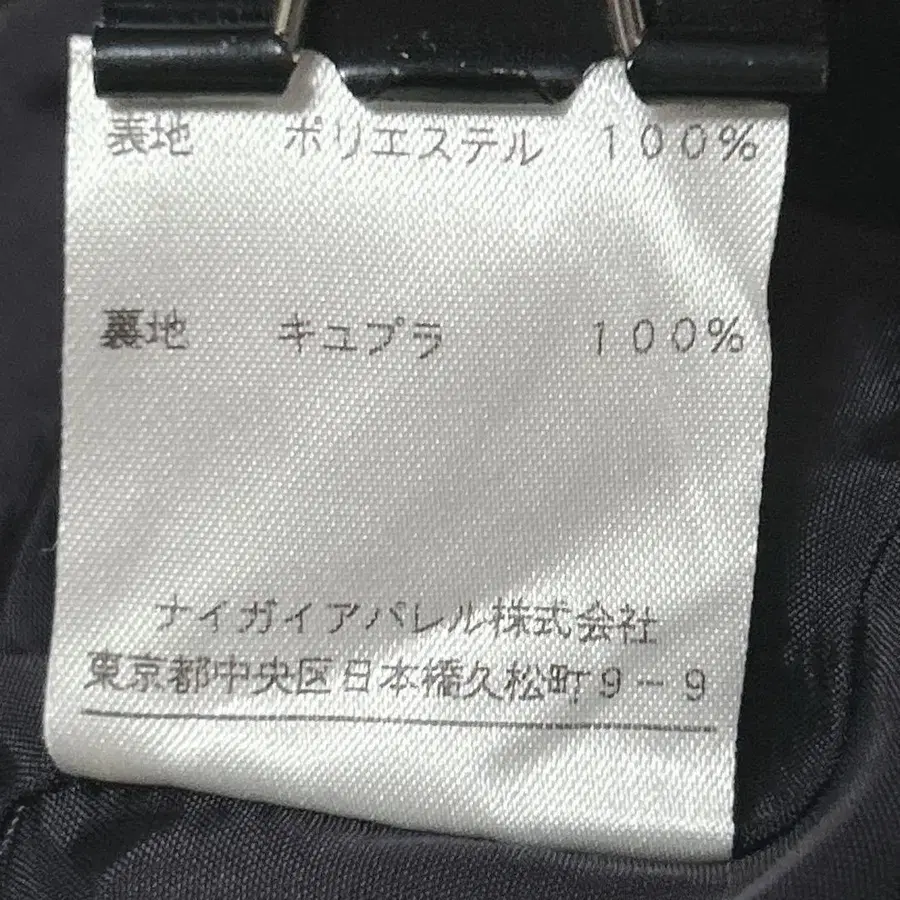 表地 ポリエステル 100%
裏地 キュプラ 100%
ナイガイアパレル株式会社
東京都中央区日本橋久松町9-9